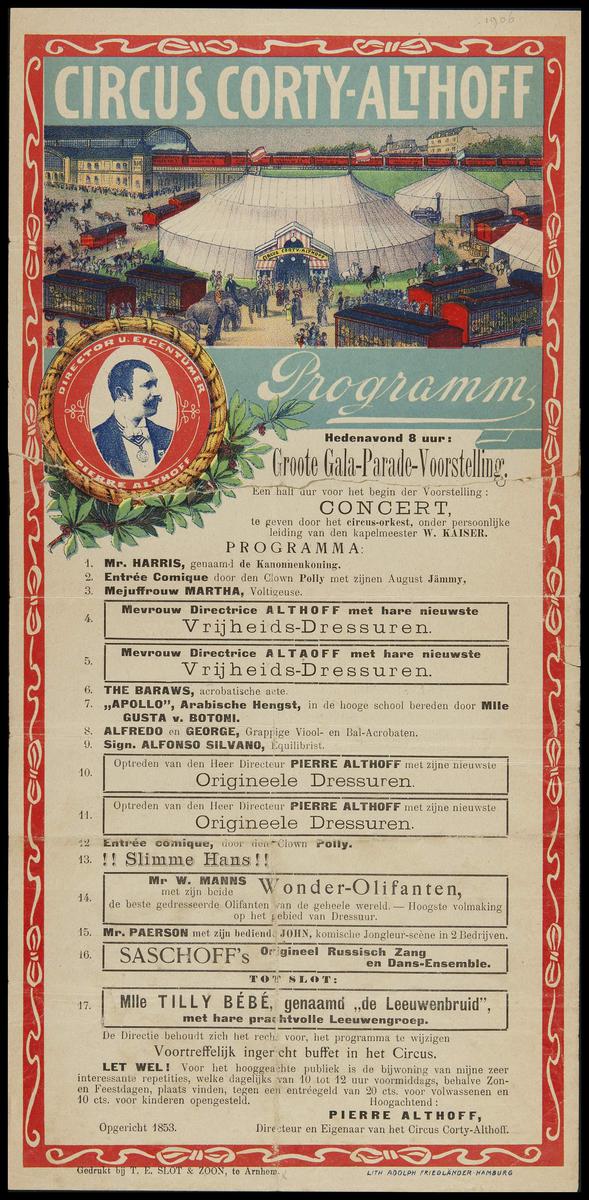 1906
CIRCUS CORTY-ALTHOFF
CIRCUS CORTY-ALTHOFF
DIRECTOR U. EIGENTÜMER
PIERRE ALTHOFF
Programm
Hedenavond 8 uur:
Groote Gala-Parade-Voorstelling.
Een half uur voor het begin der Voorstelling:
CONCERT,
te geven door het circus-orkest, onder persoonlijke
leiding van den kapelmeester W. KAISER.
PROGRAMMA:
1. Mr. HARRIS, genaamd de Kanonnenkoning.
2. Entrée Comique door den Clown Polly met zijnen August Jämmy,
3. Mejuffrouw MARTHA, Voltigeuse.
4. Mevrouw Directrice ALTHOFF met hare nieuwste
Vrijheids-Dressuren.
5. Mevrouw Directrice ALTAOFF met hare nieuwste
Vrijheids-Dressuren.
6. THE BARAWS, acrobatische acte.
7. „APOLLO”, Arabische Hengst, in de hooge school bereden door Mlle
GUSTA v. BOTONI.
8. ALFREDO en GEORGE, Grappige Viool- en Bal-Acrobaten.
9. Sign. ALFONSO SILVANO, Equilibrist.
10. Optreden van den Heer Directeur PIERRE ALTHOFF met zijne nieuwste
Origineele Dressuren.
11. Optreden van den Heer Directeur PIERRE ALTHOFF met zijne nieuwste
Origineele Dressuren.
12 Entrée comique, door den Clown Polly.
13. !! Slimme Hans !!
14. Mr W. MANNS met zijn beide Wonder-Olifanten,
de beste gedresseerde Olifanten van de geheele wereld. — Hoogste volmaking
op het gebied van Dressuur.
15. Mr. PAERSON met zijn bediende JOHN, komische Jongleur-scène in 2 Bedrijven.
16. SASCHOFF's Origineel Russisch Zang
en Dans-Ensemble.
TOT SLOT:
17. Mlle TILLY BÉBÉ, genaamd „de Leeuwenbruid”,
met hare prachtvolle Leeuwengroep.
De Directie behoudt zich het recht voor, het programma te wijzigen
Voortreffelijk ingericht buffet in het Circus.
LET WEL! Voor het hooggeachte publiek is de bijwoning van mijne zeer
interessante repetities, welke dagelijks van 10 tot 12 uur voormiddags, behalve Zon-
en Feestdagen, plaats vinden, tegen een entréegeld van 20 cts. voor volwassenen en
10 cts. voor kinderen opengesteld.
Hoogachtend:
PIERRE ALTHOFF,
Opgericht 1853. Directeur en Eigenaar van het Circus Corty-Althoff.
Gedrukt bij T. E. SLOT & ZOON, te Arnhem.
LITH. ADOLPH FRIEDLÄNDER-HAMBURG